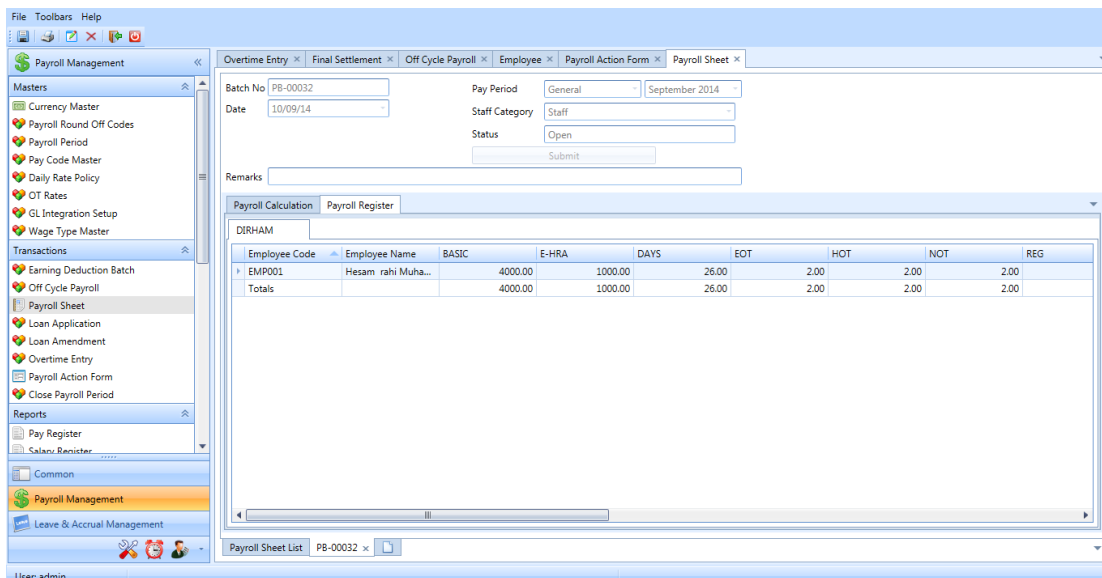 File Toolbars Help
Payroll Management
Masters
Currency Master
Payroll Round Off Codes
Payroll Period
Pay Code Master
Daily Rate Policy
OT Rates
GL Integration Setup
Wage Type Master
Transactions
Earning Deduction Batch
Off Cycle Payroll
Payroll Sheet
Loan Application
Loan Amendment
Overtime Entry
Payroll Action Form
Close Payroll Period
Reports
Pay Register
Salary Register
Common
Payroll Management
Leave & Accrual Management
User: admin
Overtime Entry Final Settlement Off Cycle Payroll Employee Payroll Action Form Payroll Sheet
Batch No PB-00032 Pay Period General September 2014
Date 10/09/14 Staff Category Staff
Status Open
Submit
Remarks
Payroll Calculation Payroll Register
DIRHAM
Employee Code Employee Name BASIC E-HRA DAYS EOT HOT NOT REG
EMP001 Hesam rahi Muha... 4000.00 1000.00 26.00 2.00 2.00 2.00
Totals 4000.00 1000.00 26.00 2.00 2.00 2.00
Payroll Sheet List PB-00032